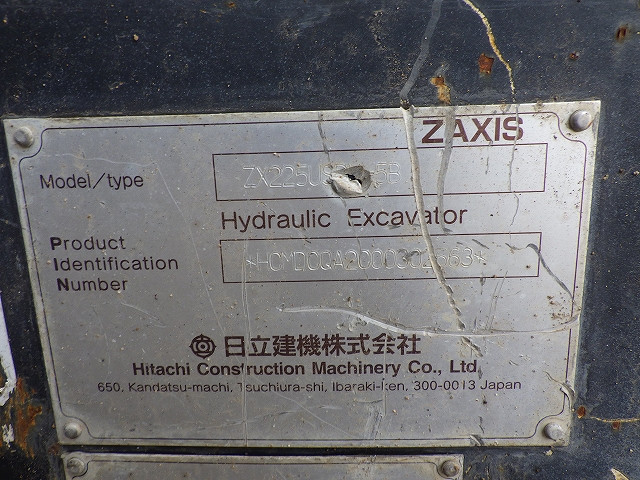 ZAXIS
Model/type
Hydraulic Excavator
Product
Identification
Number
日立建機株式会社
Hitachi Construction Machinery Co., Ltd.
650, Kandatsu-machi, Tsuchiura-shi, Ibaraki-ken, 300-0013 Japan